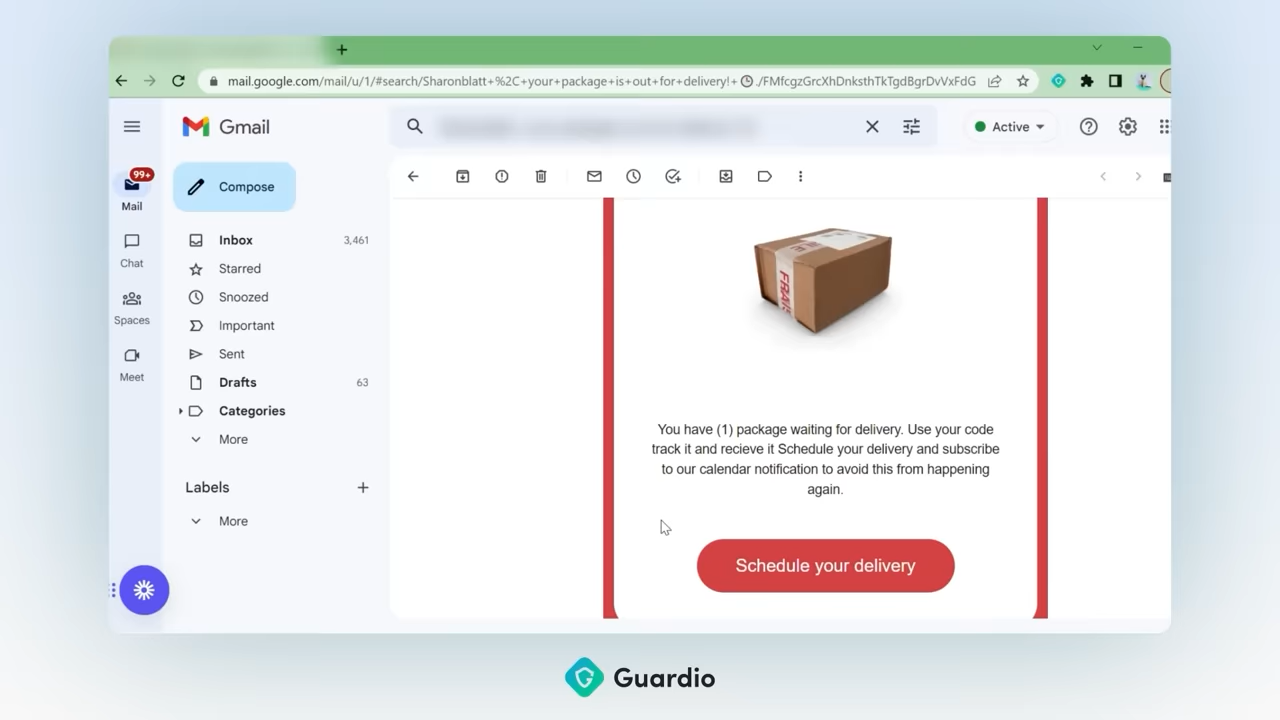 mail.google.com/mail/u/1/#search/Sharonblatt+%2C+your+package+is+out+for+delivery!+🕒./FMfcgzGrcXhDnksthTkTgdBgrDvVxFdG
Gmail
Active
99+
Mail
Compose
Chat
Spaces
Meet
Inbox 3,461
Starred
Snoozed
Important
Sent
Drafts 63
Categories
More
Labels
More
You have (1) package waiting for delivery. Use your code
track it and recieve it Schedule your delivery and subscribe
to our calendar notification to avoid this from happening
again.
Schedule your delivery
Guardio